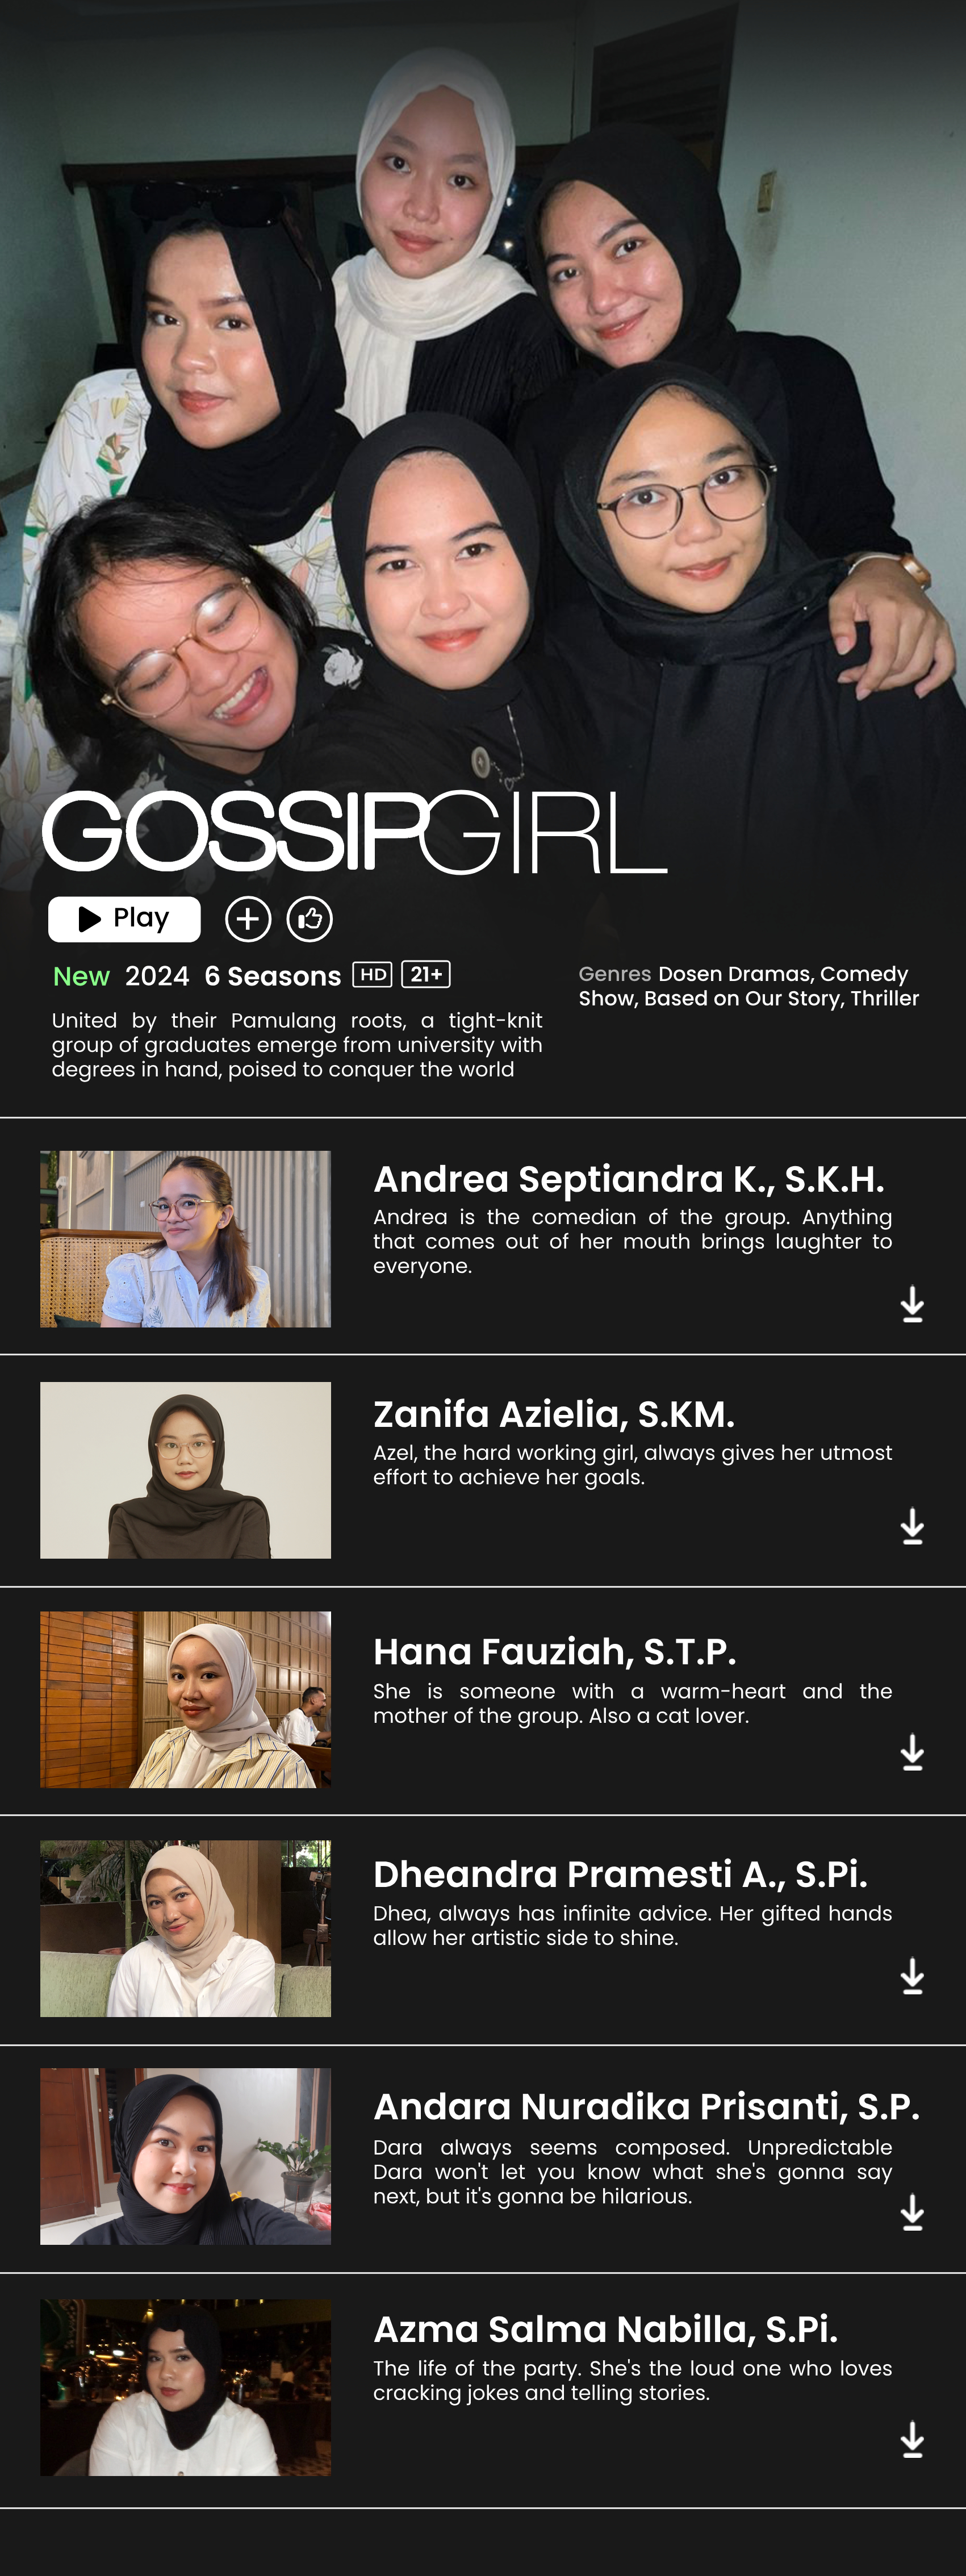 GOSSIPGIRL
Play
New 2024 6 Seasons HD 21+
United by their Pamulang roots, a tight-knit
group of graduates emerge from university with
degrees in hand, poised to conquer the world
Genres Dosen Dramas, Comedy
Show, Based on Our Story, Thriller
Andrea Septiandra K., S.K.H.
Andrea is the comedian of the group. Anything
that comes out of her mouth brings laughter to
everyone.
Zanifa Azielia, S.KM.
Azel, the hard working girl, always gives her utmost
effort to achieve her goals.
Hana Fauziah, S.T.P.
She is someone with a warm-heart and the
mother of the group. Also a cat lover.
Dheandra Pramesti A., S.Pi.
Dhea, always has infinite advice. Her gifted hands
allow her artistic side to shine.
Andara Nuradika Prisanti, S.P.
Dara always seems composed. Unpredictable
Dara won't let you know what she's gonna say
next, but it's gonna be hilarious.
Azma Salma Nabilla, S.Pi.
The life of the party. She's the loud one who loves
cracking jokes and telling stories.